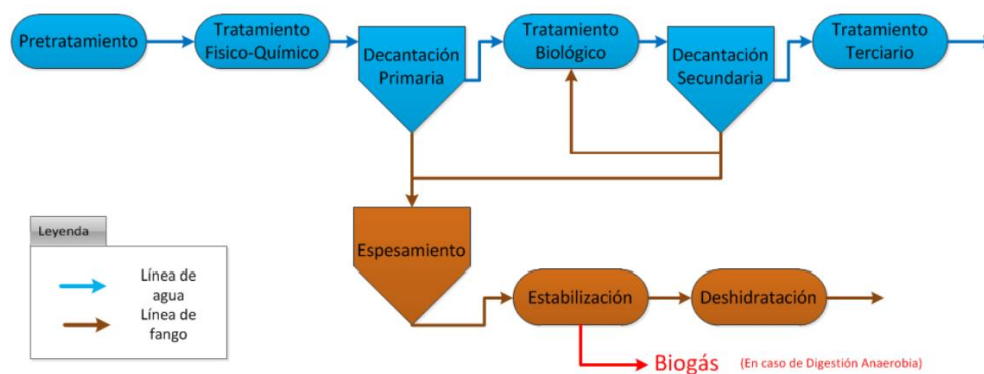 Pretratamiento
Tratamiento
Fisico-Químico
Decantación
Primaria
Tratamiento
Biológico
Decantación
Secundaria
Tratamiento
Terciario
Espesamiento
Leyenda
Línea de
agua
Línea de
fango
Estabilización
Deshidratación
Biogás
(En caso de Digestión Anaerobia)